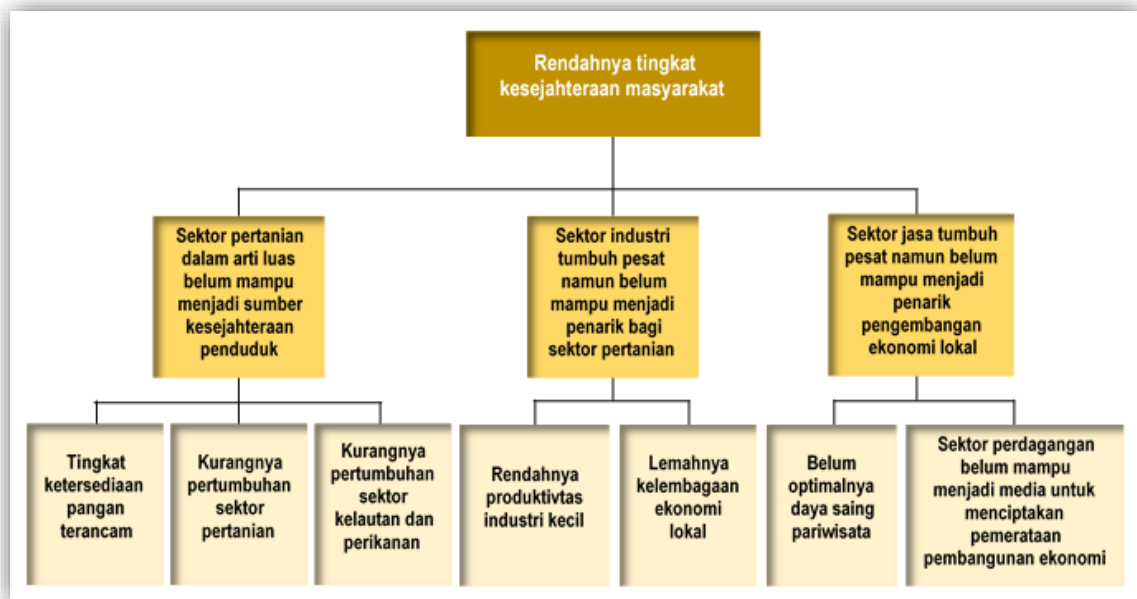 Rendahnya tingkat
kesejahteraan masyarakat
Sektor pertanian
dalam arti luas
belum mampu
menjadi sumber
kesejahteraan
penduduk
Sektor industri
tumbuh pesat
namun belum
mampu menjadi
penarik bagi
sektor pertanian
Sektor jasa tumbuh
pesat namun belum
mampu menjadi
penarik
pengembangan
ekonomi lokal
Tingkat
ketersediaan
pangan
terancam
Kurangnya
pertumbuhan
sektor
pertanian
Kurangnya
pertumbuhan
sektor
kelautan dan
perikanan
Rendahnya
produktivtas
industri kecil
Lemahnya
kelembagaan
ekonomi
lokal
Belum
optimalnya
daya saing
pariwisata
Sektor perdagangan
belum mampu
menjadi media untuk
menciptakan
pemerataan
pembangunan ekonomi